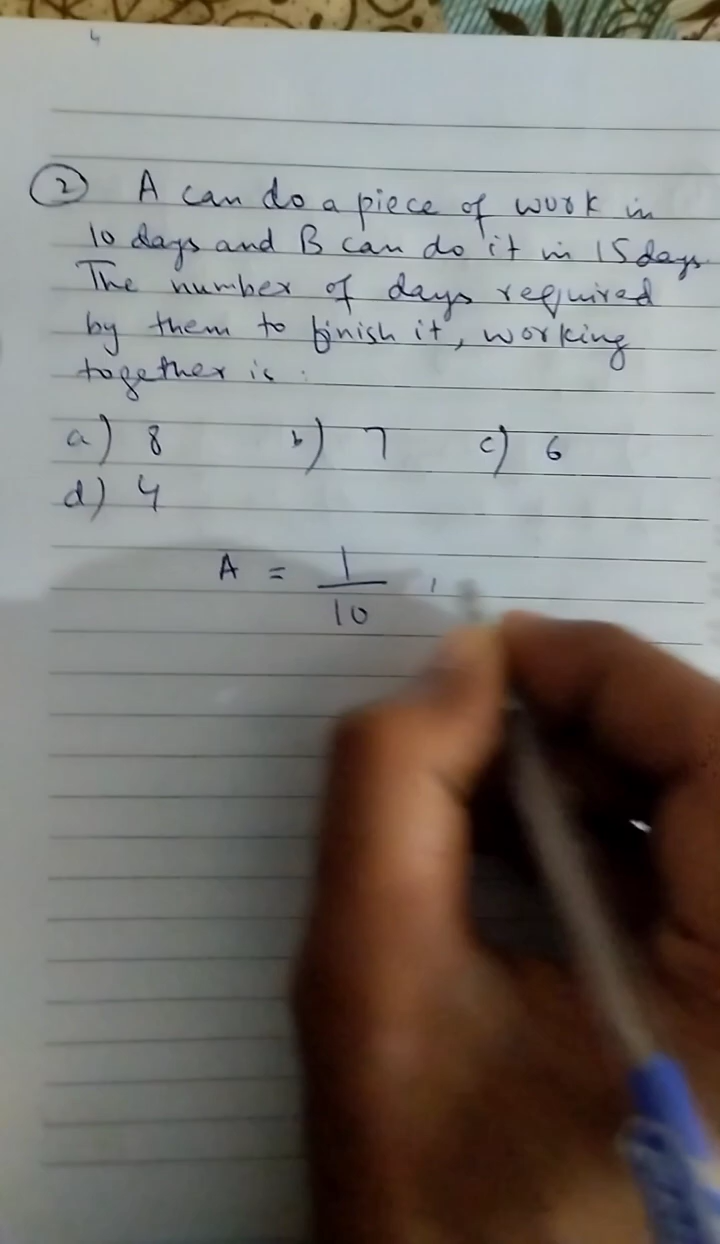 ② A can do a piece of work in
10 days and B can do it in 15 days.
The number of days required
by them to finish it, working
together is :
a) 8 b) 7 c) 6
d) 4
A = 1/10 ,